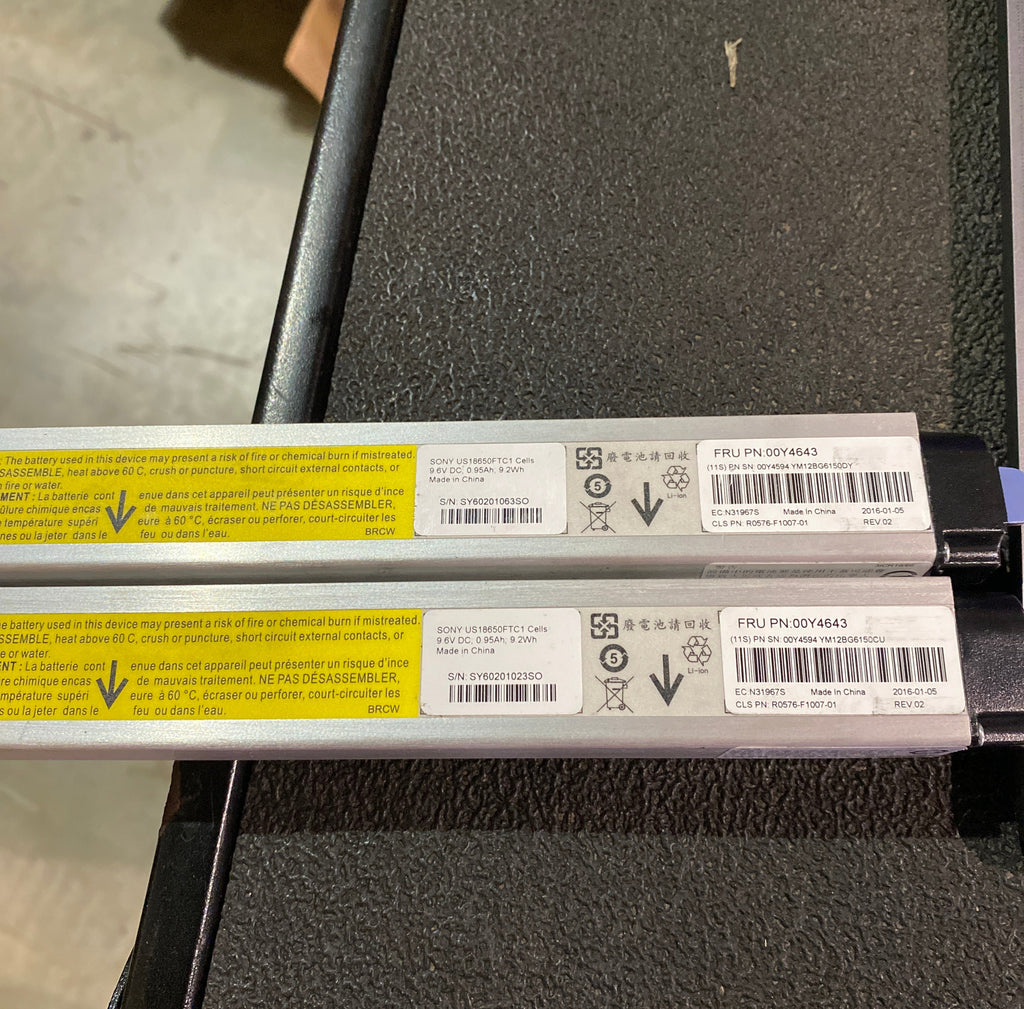 : The battery used in this device may present a risk of fire or chemical burn if mistreated.
SASSEMBLE, heat above 60 C, crush or puncture, short circuit external contacts, or
n fire or water.
MENT : La batterie cont enue dans cet appareil peut présenter un risque d'ince
ûlure chimique encas de mauvais traitement. NE PAS DÉSASSEMBLER,
température supéri eure à 60 °C, écraser ou perforer, court-circuiter les
nes ou la jeter dans le feu ou dans l'eau.
BRCW
SONY US18650FTC1 Cells
9.6V DC, 0.95Ah, 9.2Wh
Made in China
S/N: SY60201063SO
廢電池請回收
5
Li-ion
FRU PN:00Y4643
(11S) PN SN: 00Y4594 YM12BG6150DY
EC:N31967S Made In China 2016-01-05
CLS PN: R0576-F1007-01 REV.02
he battery used in this device may present a risk of fire or chemical burn if mistreated.
SSEMBLE, heat above 60 C, crush or puncture, short circuit external contacts, or
e or water.
ENT : La batterie cont enue dans cet appareil peut présenter un risque d'ince
re chimique encas de mauvais traitement. NE PAS DÉSASSEMBLER,
mpérature supéri eure à 60 °C, écraser ou perforer, court-circuiter les
s ou la jeter dans le feu ou dans l'eau.
BRCW
SONY US18650FTC1 Cells
9.6V DC, 0.95Ah, 9.2Wh
Made in China
S/N: SY60201023SO
廢電池請回收
5
Li-ion
FRU PN:00Y4643
(11S) PN SN: 00Y4594 YM12BG6150CU
EC N31967S Made In China 2016-01-05
CLS PN: R0576-F1007-01 REV.02